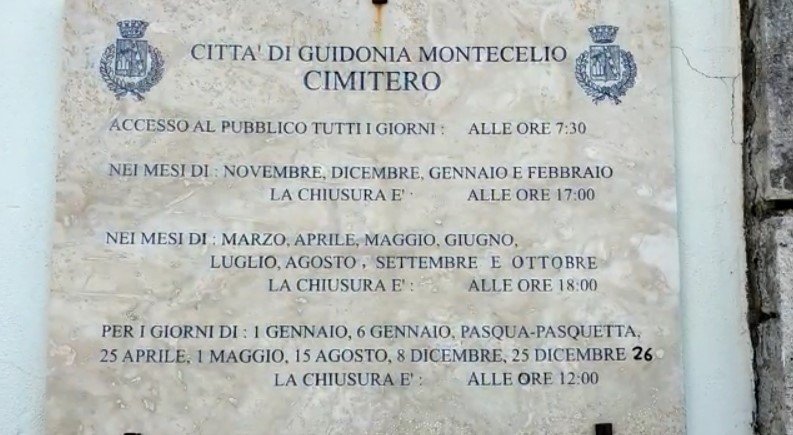 CITTA' DI GUIDONIA MONTECELIO
CIMITERO
ACCESSO AL PUBBLICO TUTTI I GIORNI : ALLE ORE 7:30
NEI MESI DI : NOVEMBRE, DICEMBRE, GENNAIO E FEBBRAIO
LA CHIUSURA E' : ALLE ORE 17:00
NEI MESI DI : MARZO, APRILE, MAGGIO, GIUGNO,
LUGLIO, AGOSTO , SETTEMBRE E OTTOBRE
LA CHIUSURA E' : ALLE ORE 18:00
PER I GIORNI DI : 1 GENNAIO, 6 GENNAIO, PASQUA-PASQUETTA,
25 APRILE, 1 MAGGIO, 15 AGOSTO, 8 DICEMBRE, 25 DICEMBRE 26
LA CHIUSURA E' : ALLE ORE 12:00